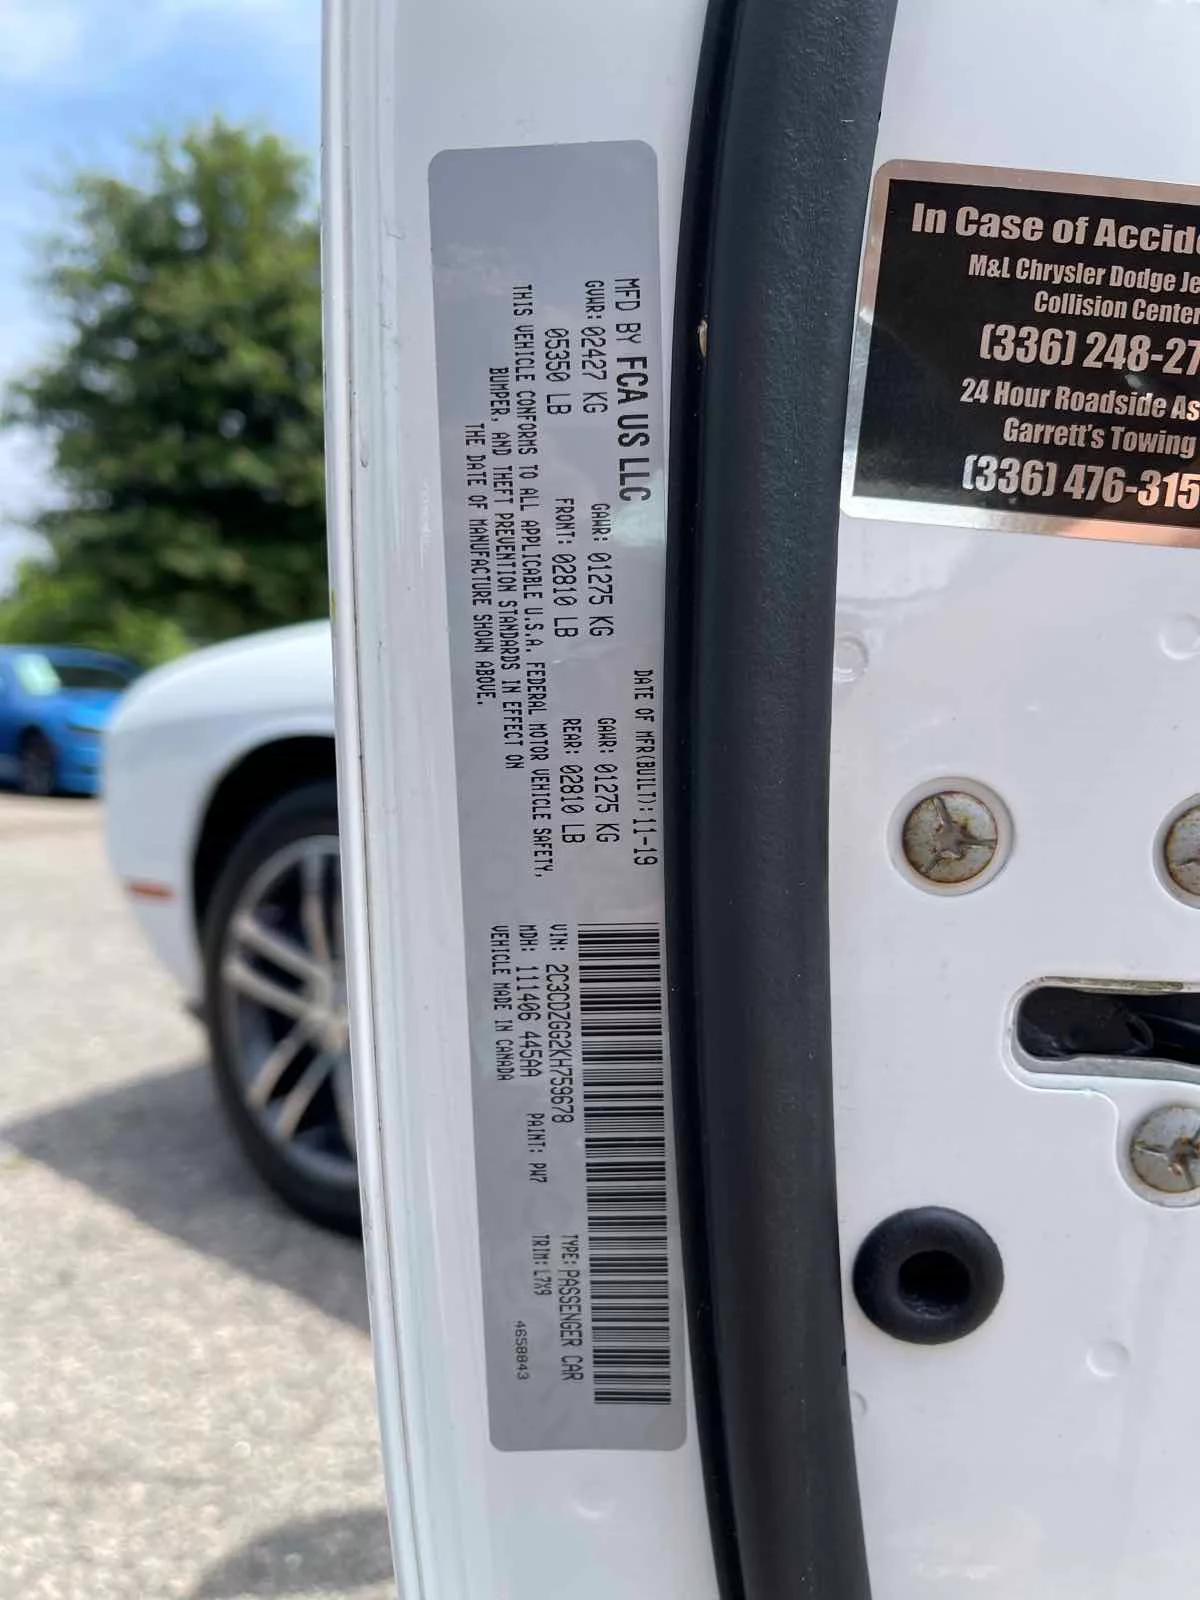 MFD BY FCA US LLC
DATE OF MFR(BUILT): 11-19
GVWR: 02427 KG
05350 LB
GAWR: 01275 KG
FRONT: 02810 LB
GAWR: 01275 KG
REAR: 02810 LB
THIS VEHICLE CONFORMS TO ALL APPLICABLE U.S.A. FEDERAL MOTOR VEHICLE SAFETY,
BUMPER, AND THEFT PREVENTION STANDARDS IN EFFECT ON
THE DATE OF MANUFACTURE SHOWN ABOVE.
VIN: 2C3CDZGG2KH759678
TYPE: PASSENGER CAR
MDH: 111406 445AA
PAINT: PW7
TRIM: L7X9
VEHICLE MADE IN CANADA
4658843
In Case of Accide
M&L Chrysler Dodge Je
Collision Center
(336) 248-27
24 Hour Roadside As
Garrett's Towing
(336) 476-315